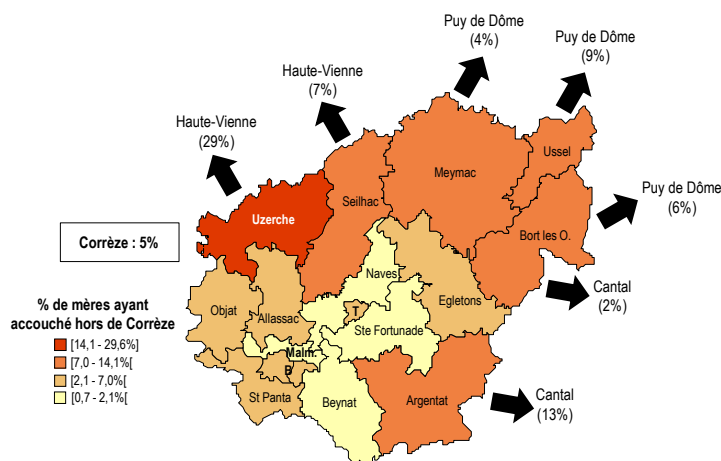 Puy de Dôme
(4%)
Puy de Dôme
(9%)
Haute-Vienne
(7%)
Haute-Vienne
(29%)
Ussel
Meymac
Puy de Dôme
(6%)
Seilhac
Uzerche
Bort les O.
Corrèze : 5%
Naves
Cantal
(2%)
Egletons
% de mères ayant
accouché hors de Corrèze
[14,1 - 29,6%[
[7,0 - 14,1%[
[2,1 - 7,0%[
[0,7 - 2,1%[
Objat
Allassac
T
Ste Fortunade
Malm.
B
St Panta
Beynat
Argentat
Cantal
(13%)